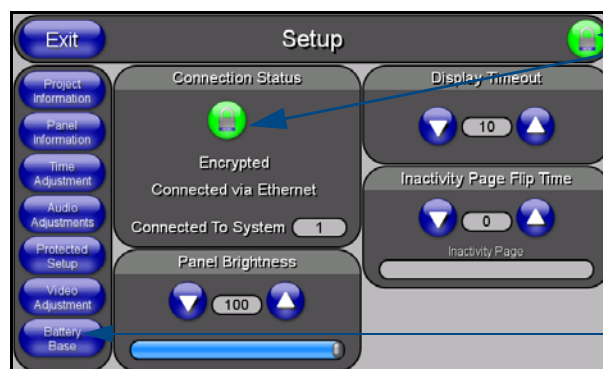 Exit
Setup
Project
Information
Panel
Information
Time
Adjustment
Audio
Adjustments
Protected
Setup
Video
Adjustment
Battery
Base
Connection Status
Encrypted
Connected via Ethernet
Connected To System 1
Panel Brightness
100
Display Timeout
10
Inactivity Page Flip Time
0
Inactivity Page